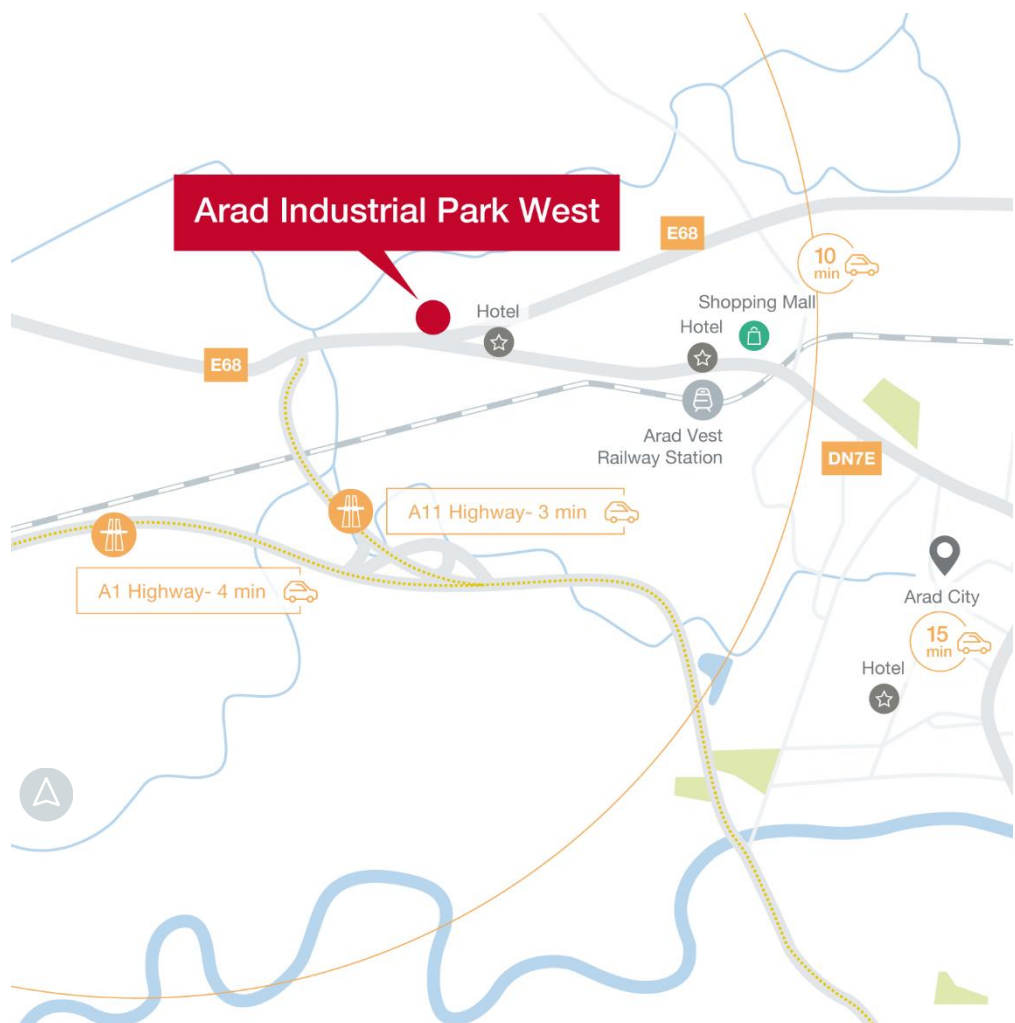 Arad Industrial Park West
E68
10
min
Shopping Mall
Hotel
Hotel
E68
Arad Vest
Railway Station
DN7E
A11 Highway- 3 min
A1 Highway- 4 min
Arad City
15
min
Hotel